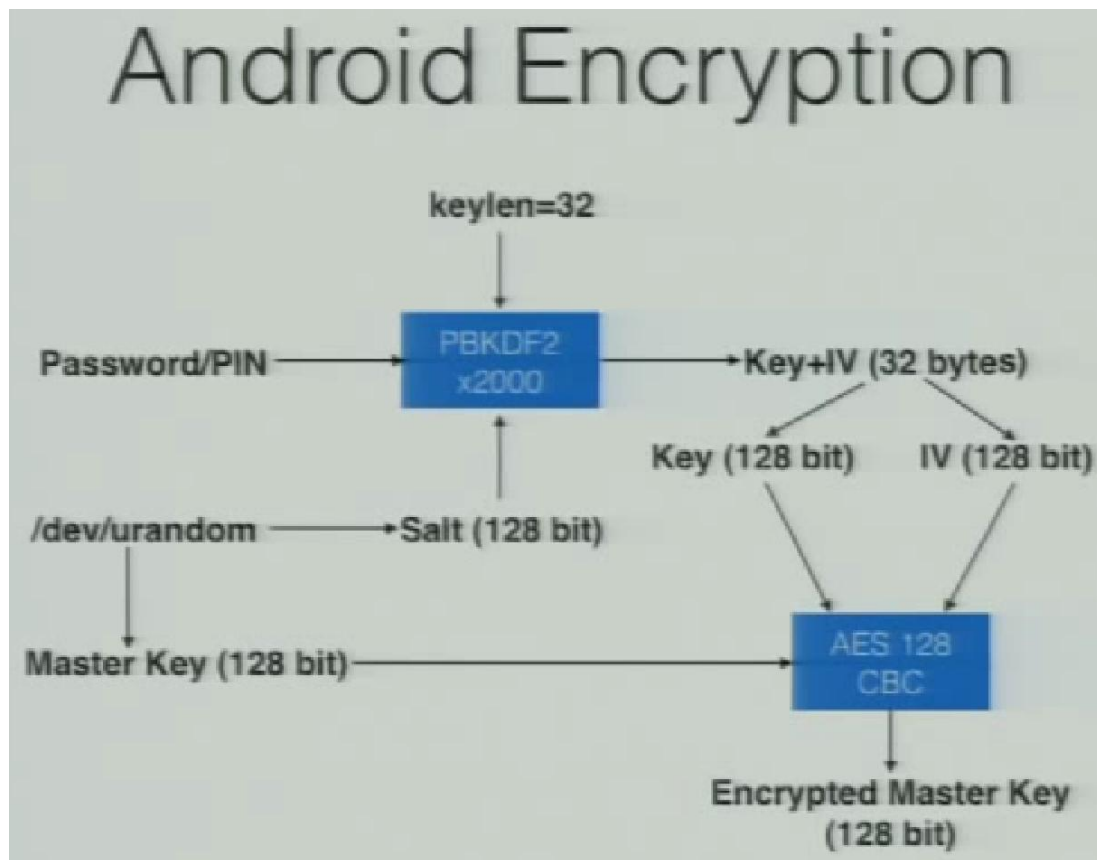 Android Encryption
keylen=32
PBKDF2
x2000
Password/PIN
Key+IV (32 bytes)
Key (128 bit)
IV (128 bit)
/dev/urandom
Salt (128 bit)
Master Key (128 bit)
AES 128
CBC
Encrypted Master Key
(128 bit)